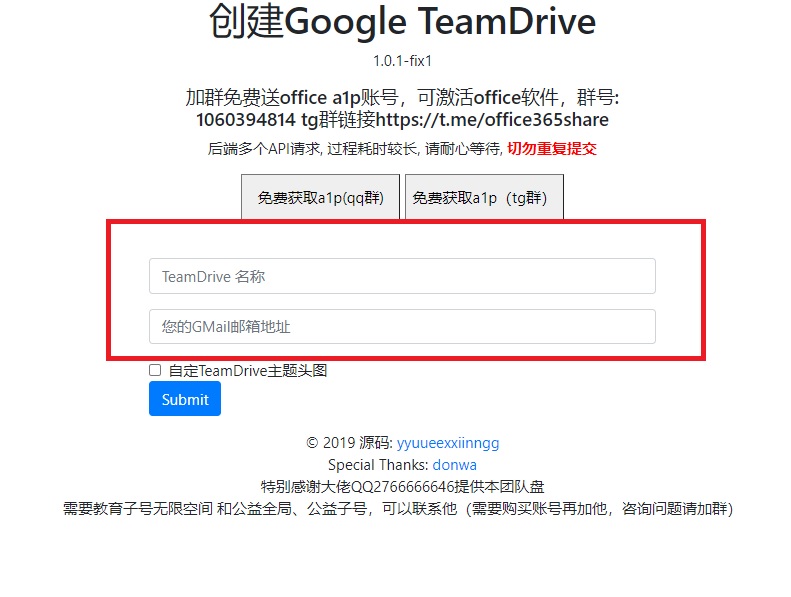 创建Google TeamDrive
1.0.1-fix1
加群免费送office a1p账号，可激活office软件，群号:
1060394814 tg群链接https://t.me/office365share
后端多个API请求, 过程耗时较长, 请耐心等待, 切勿重复提交
免费获取a1p(qq群) 免费获取a1p（tg群）
TeamDrive 名称
您的GMail邮箱地址
自定TeamDrive主题头图
Submit
© 2019 源码: yyuueexxiinngg
Special Thanks: donwa
特别感谢大佬QQ2766666646提供本团队盘
需要教育子号无限空间 和公益全局、公益子号，可以联系他（需要购买账号再加他，咨询问题请加群）